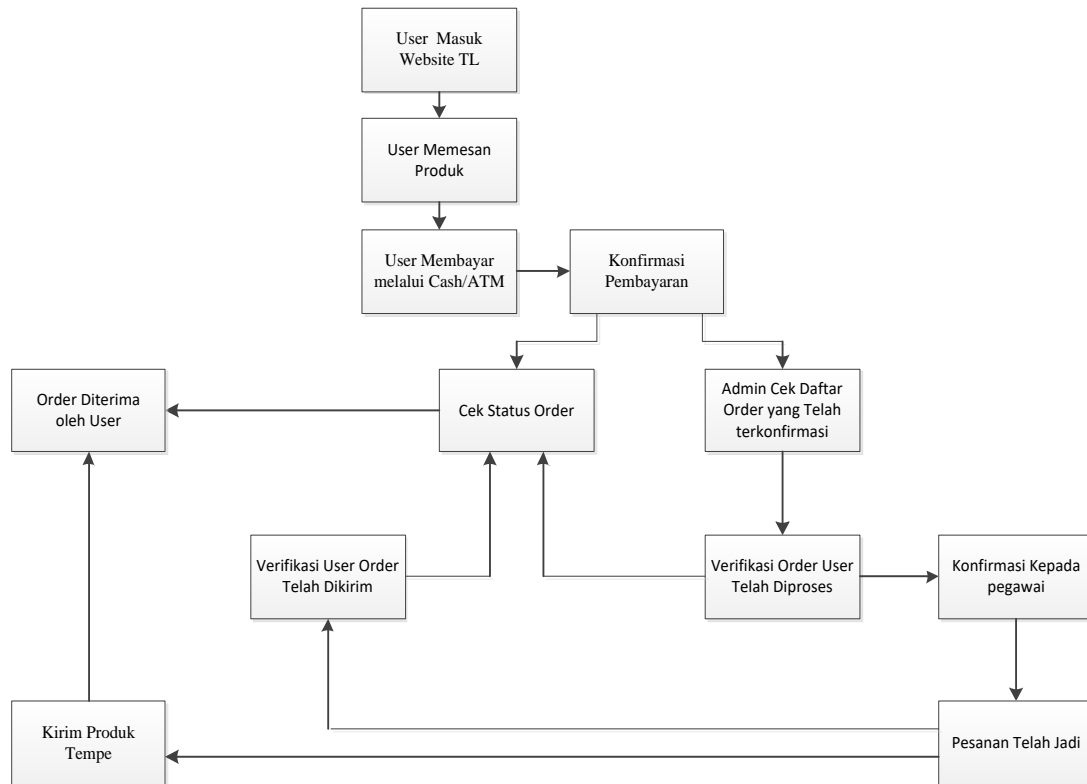 User Masuk
Website TL
User Memesan
Produk
User Membayar
melalui Cash/ATM
Konfirmasi
Pembayaran
Order Diterima
oleh User
Cek Status Order
Admin Cek Daftar
Order yang Telah
terkonfirmasi
Verifikasi User Order
Telah Dikirim
Verifikasi Order User
Telah Diproses
Konfirmasi Kepada
pegawai
Kirim Produk
Tempe
Pesanan Telah Jadi